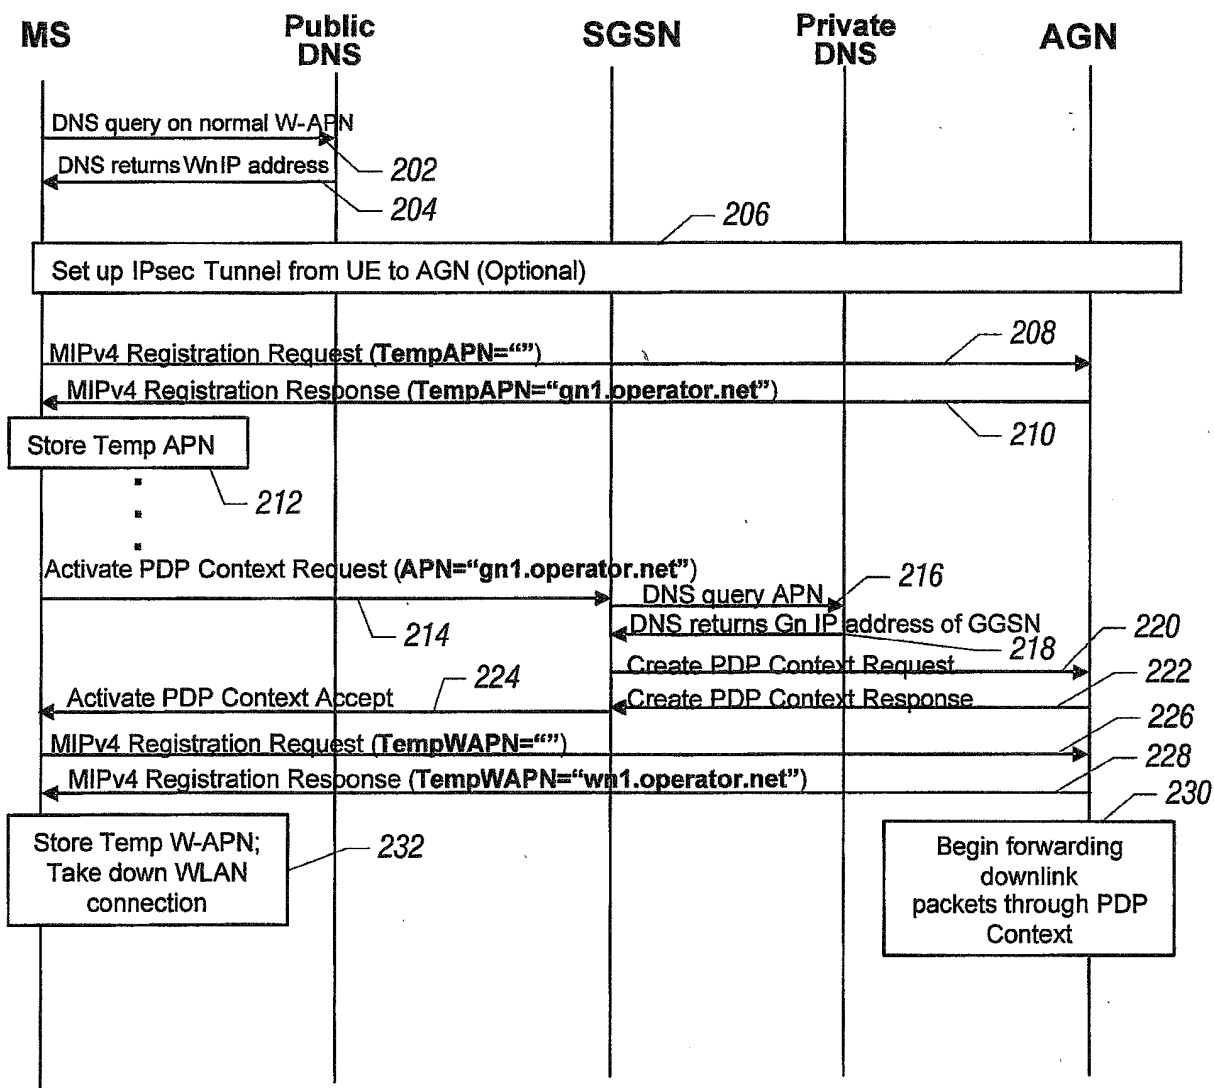 MS
Public
DNS
SGSN
Private
DNS
AGN
DNS query on normal W-APN
202
DNS returns Wn IP address
204
206
Set up IPsec Tunnel from UE to AGN (Optional)
MIPv4 Registration Request (TempAPN=“”)
208
MIPv4 Registration Response (TempAPN=“gn1.operator.net”)
210
Store Temp APN
212
Activate PDP Context Request (APN=“gn1.operator.net”)
214
DNS query APN
216
DNS returns Gn IP address of GGSN
218
Create PDP Context Request
220
Create PDP Context Response
222
Activate PDP Context Accept
224
MIPv4 Registration Request (TempWAPN=“”)
226
MIPv4 Registration Response (TempWAPN=“wn1.operator.net”)
228
230
Store Temp W-APN;
Take down WLAN
connection
232
Begin forwarding
downlink
packets through PDP
Context